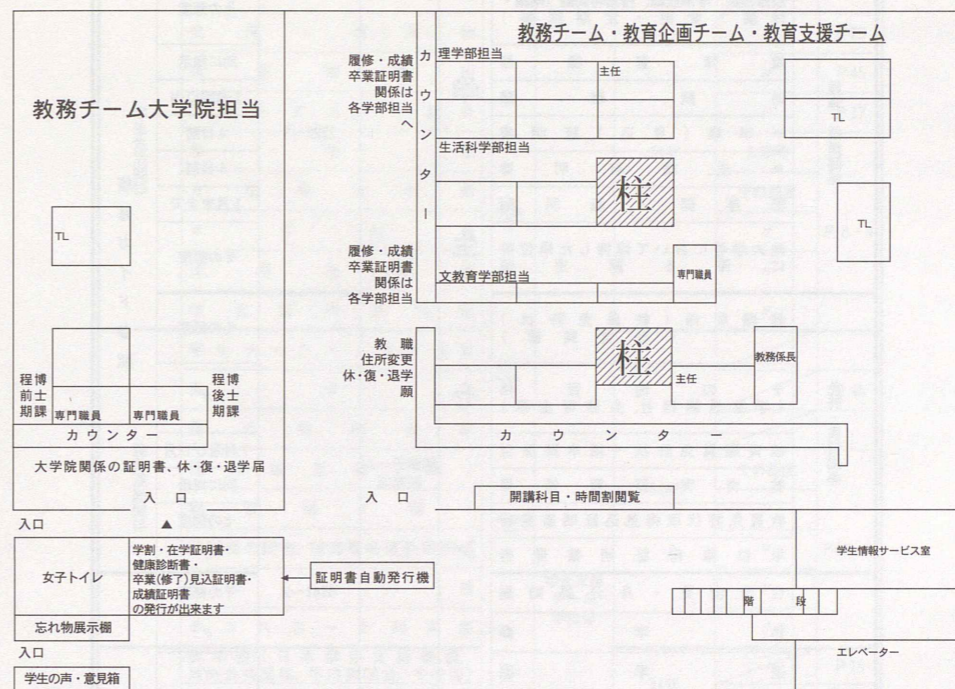 教務チーム・教育企画チーム・教育支援チーム
教務チーム大学院担当
履修・成績
卒業証明書
関係は
各学部担当
へ
カウンター
理学部担当
主任
TL
生活科学部担当
柱
TL
TL
履修・成績
卒業証明書
関係は
各学部担当
文教育学部担当
専門職員
教職
住所変更
休・復・退学
願
柱
主任
教務係長
カウンター
博士課程前期
専門職員
専門職員
博士課程後期
カウンター
大学院関係の証明書、休・復・退学届
入口
▲
入口
開講科目・時間割閲覧
入口
女子トイレ
学割・在学証明書・
健康診断書・
卒業(修了)見込証明書・
成績証明書
の発行が出来ます
証明書自動発行機
学生情報サービス室
階段
忘れ物展示棚
入口
エレベーター
学生の声・意見箱